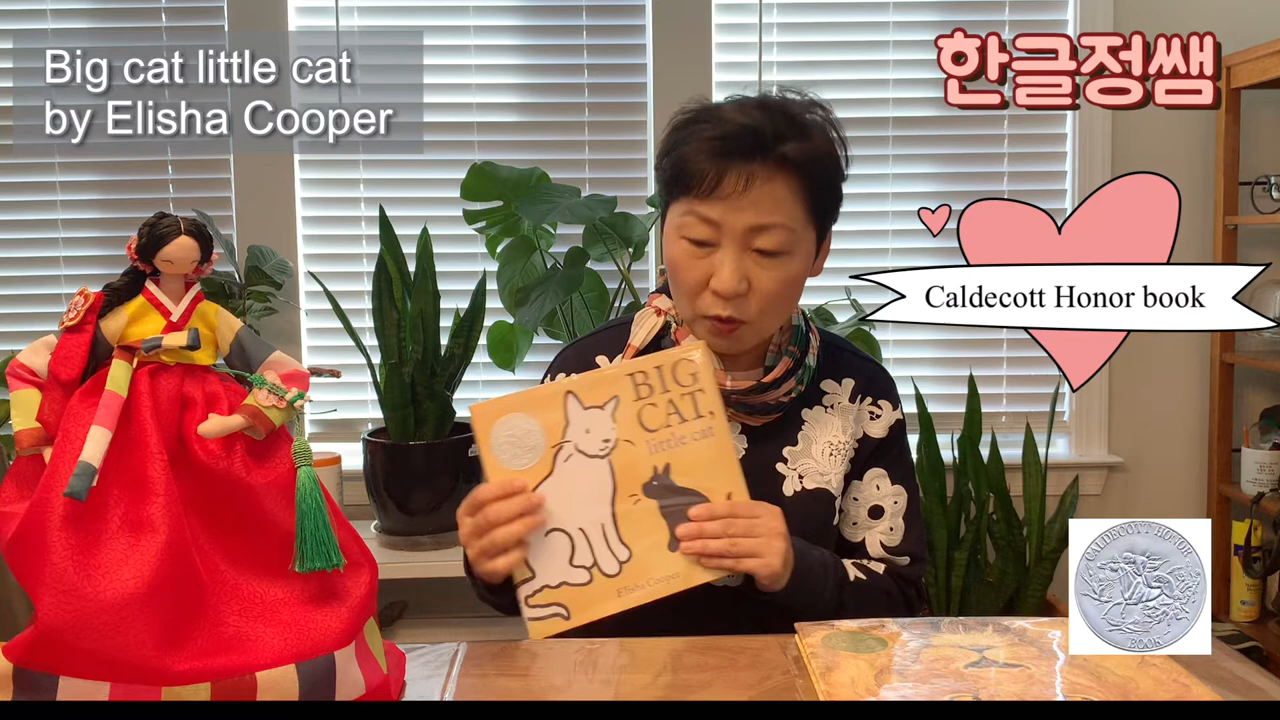 Big cat little cat
by Elisha Cooper
한글정쌤
Caldecott Honor book
BIG
CAT,
little cat
Elisha Cooper
CALDECOTT HONOR
BOOK